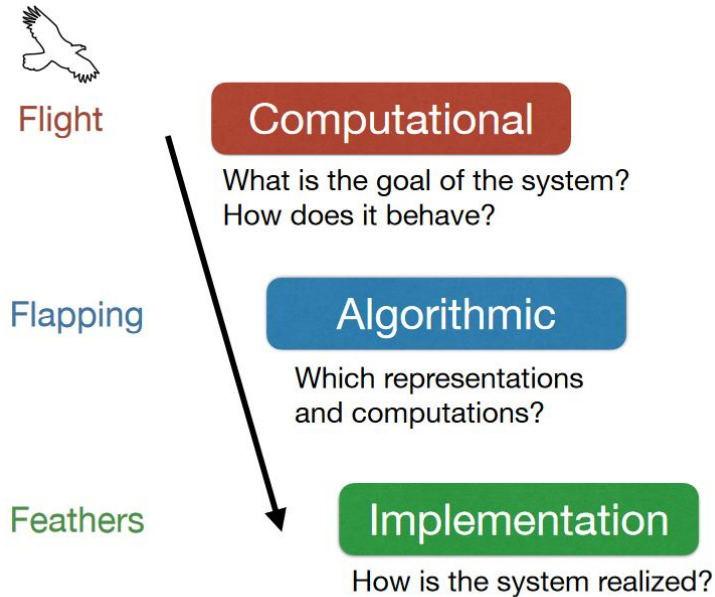 Flight
Computational
What is the goal of the system?
How does it behave?
Flapping
Algorithmic
Which representations
and computations?
Feathers
Implementation
How is the system realized?